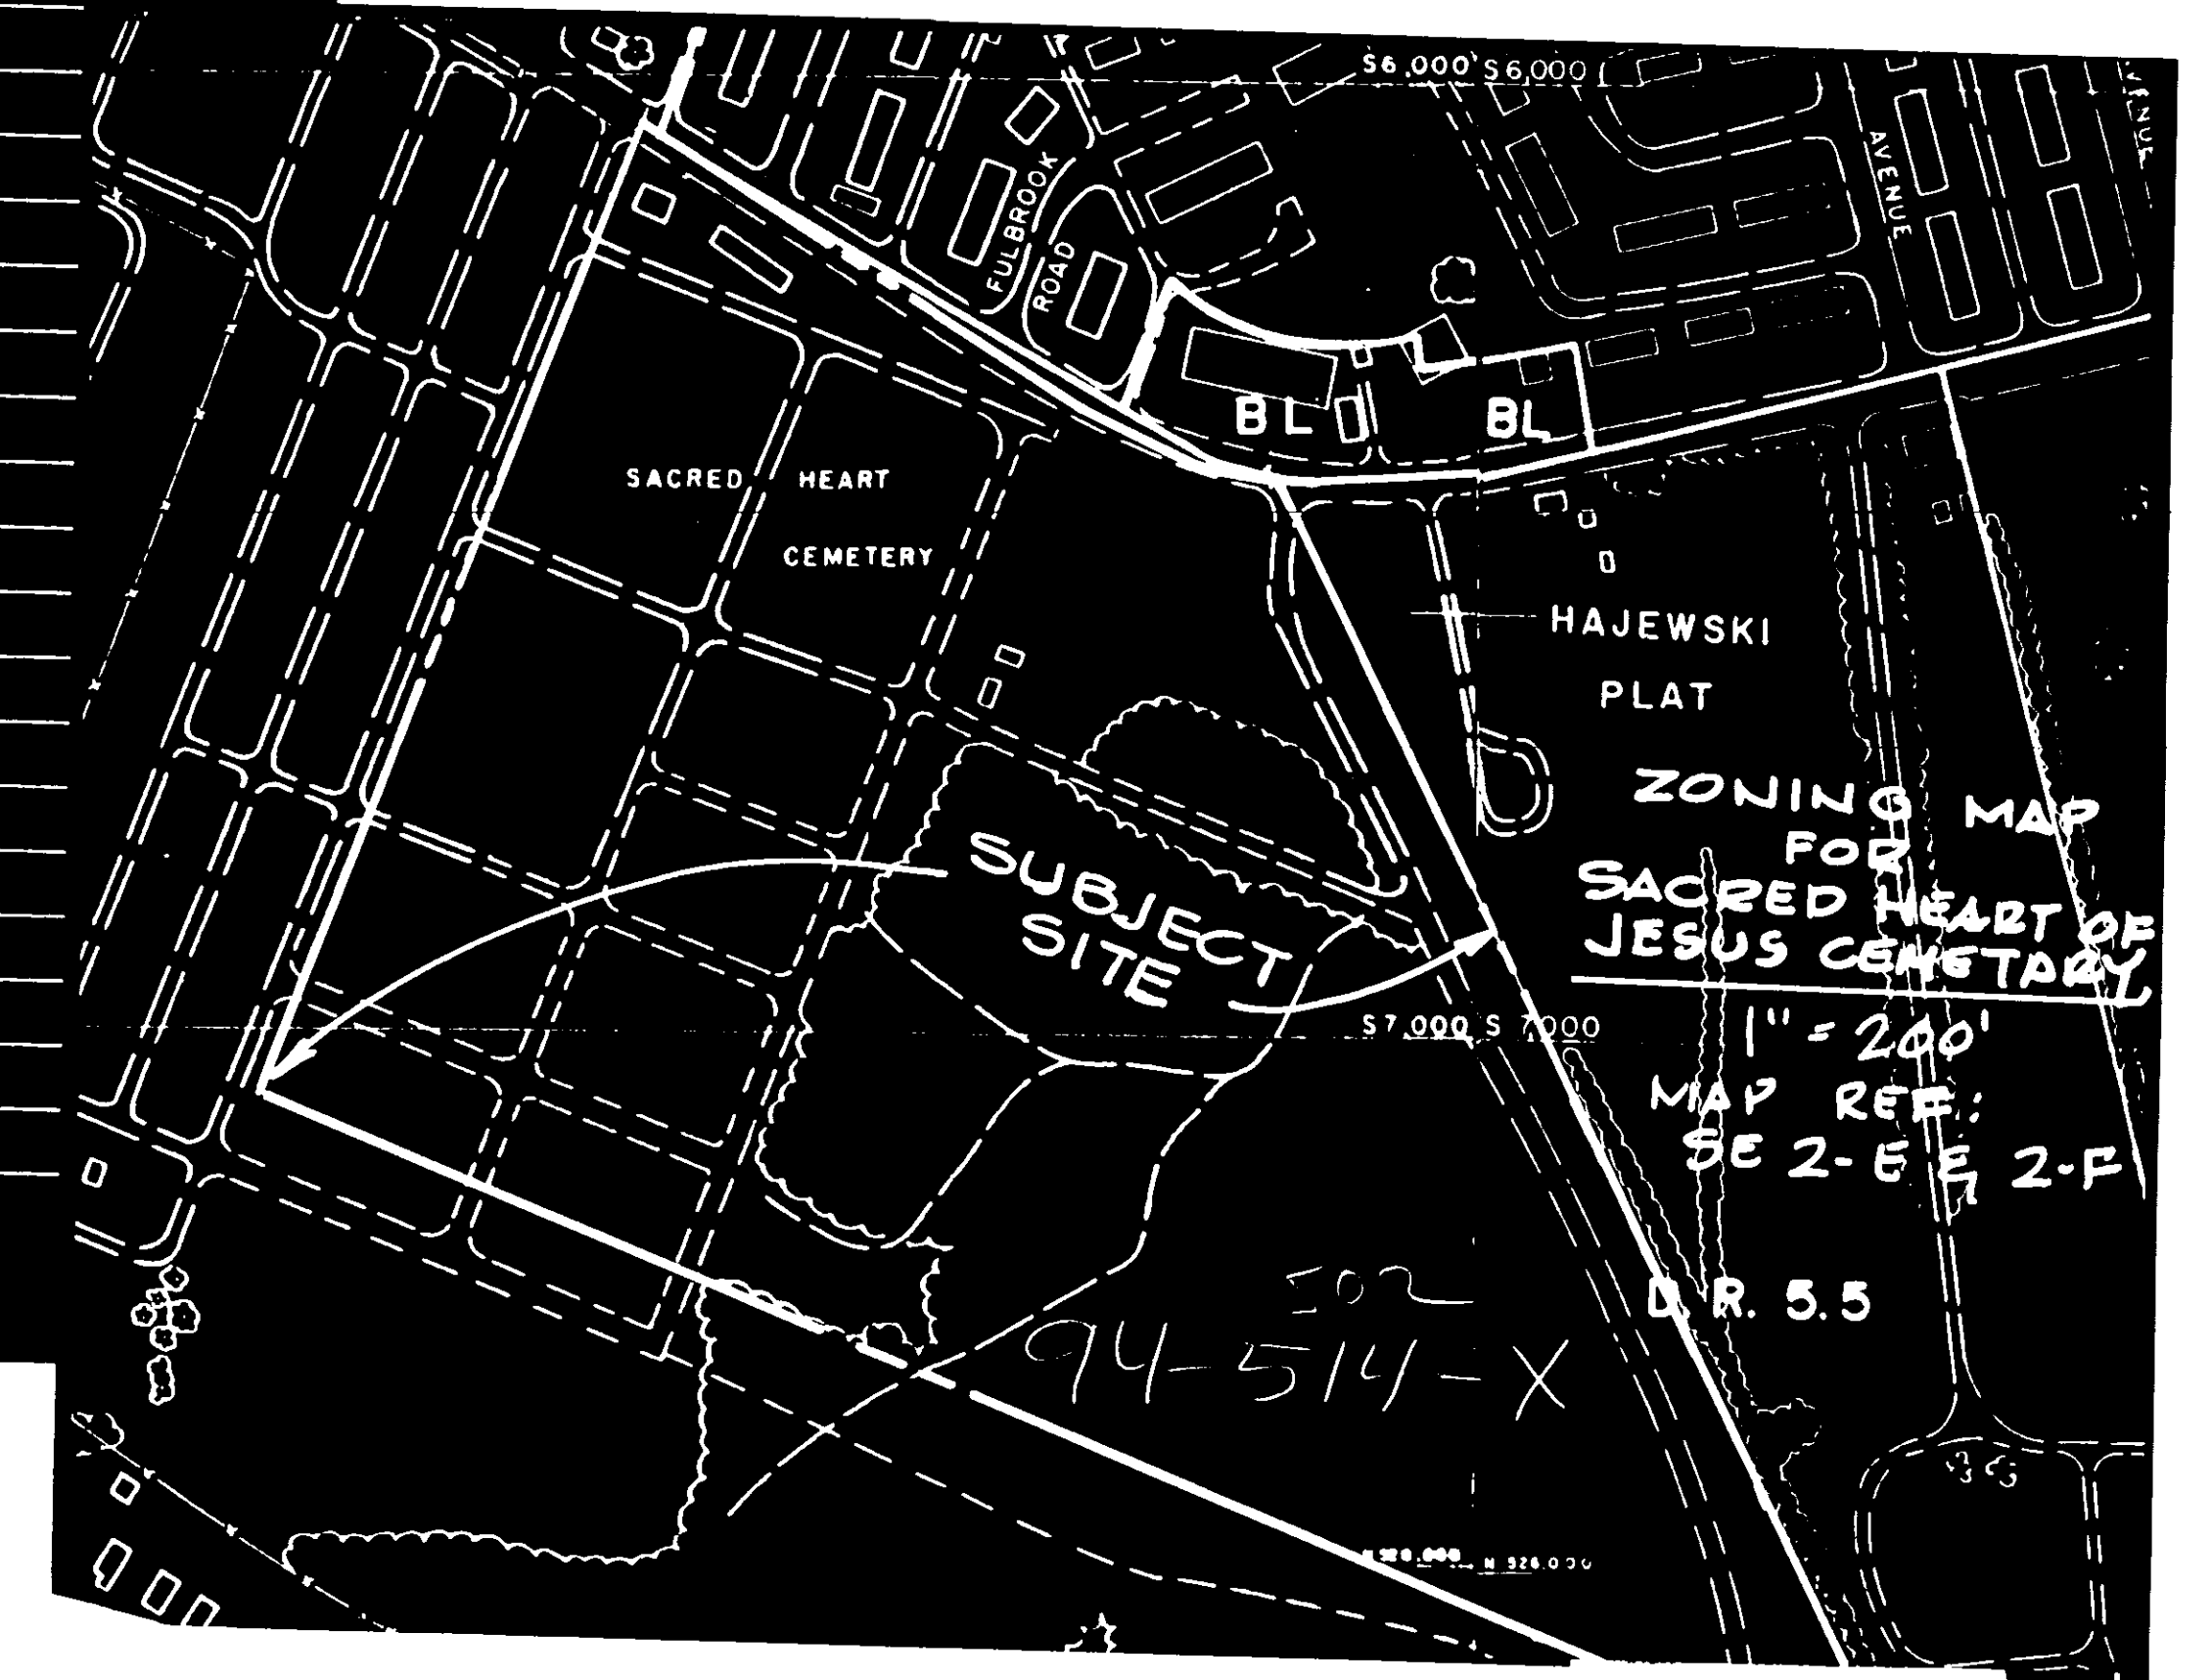 S6,000' S6,000
AVENUE
FULBROOK
ROAD
BL
BL
SACRED HEART
CEMETERY
HAJEWSKI
PLAT
ZONING MAP
FOR
SACRED HEART OF
JESUS CEMETARY
SUBJECT
SITE
S7,000 S 7000
1" = 200'
MAP REF:
SE 2-E & 2-F
D.R. 5.5
502
94-514-X
N 526.000